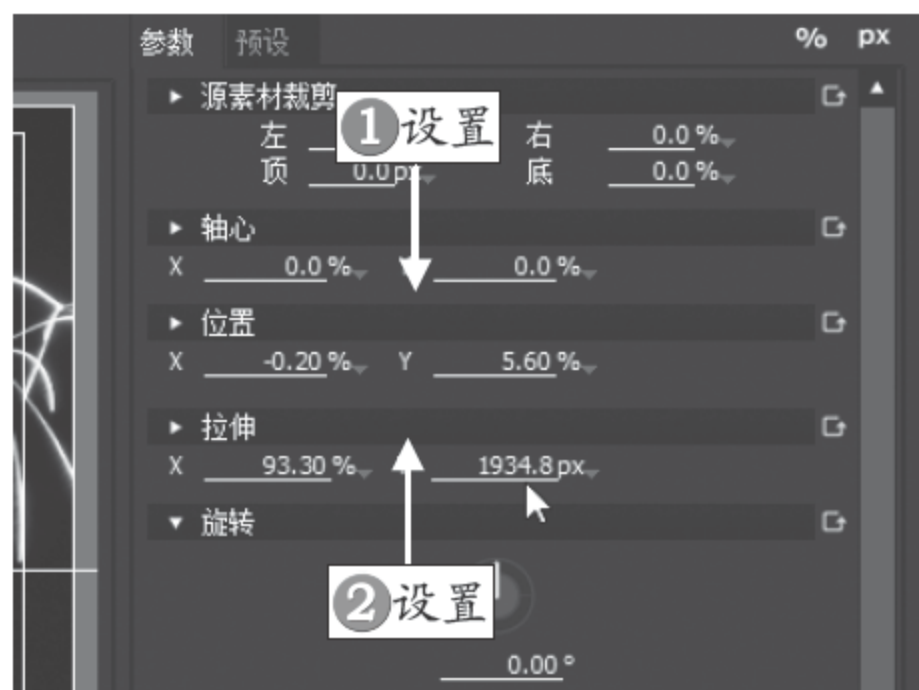 参数 预设 % px
源素材裁剪
①设置
左 右 0.0 %
顶 0.0 px 底 0.0 %
轴心
X 0.0 % 0.0 %
位置
X -0.20 % Y 5.60 %
拉伸
X 93.30 % 1934.8 px
旋转
②设置
0.00 °